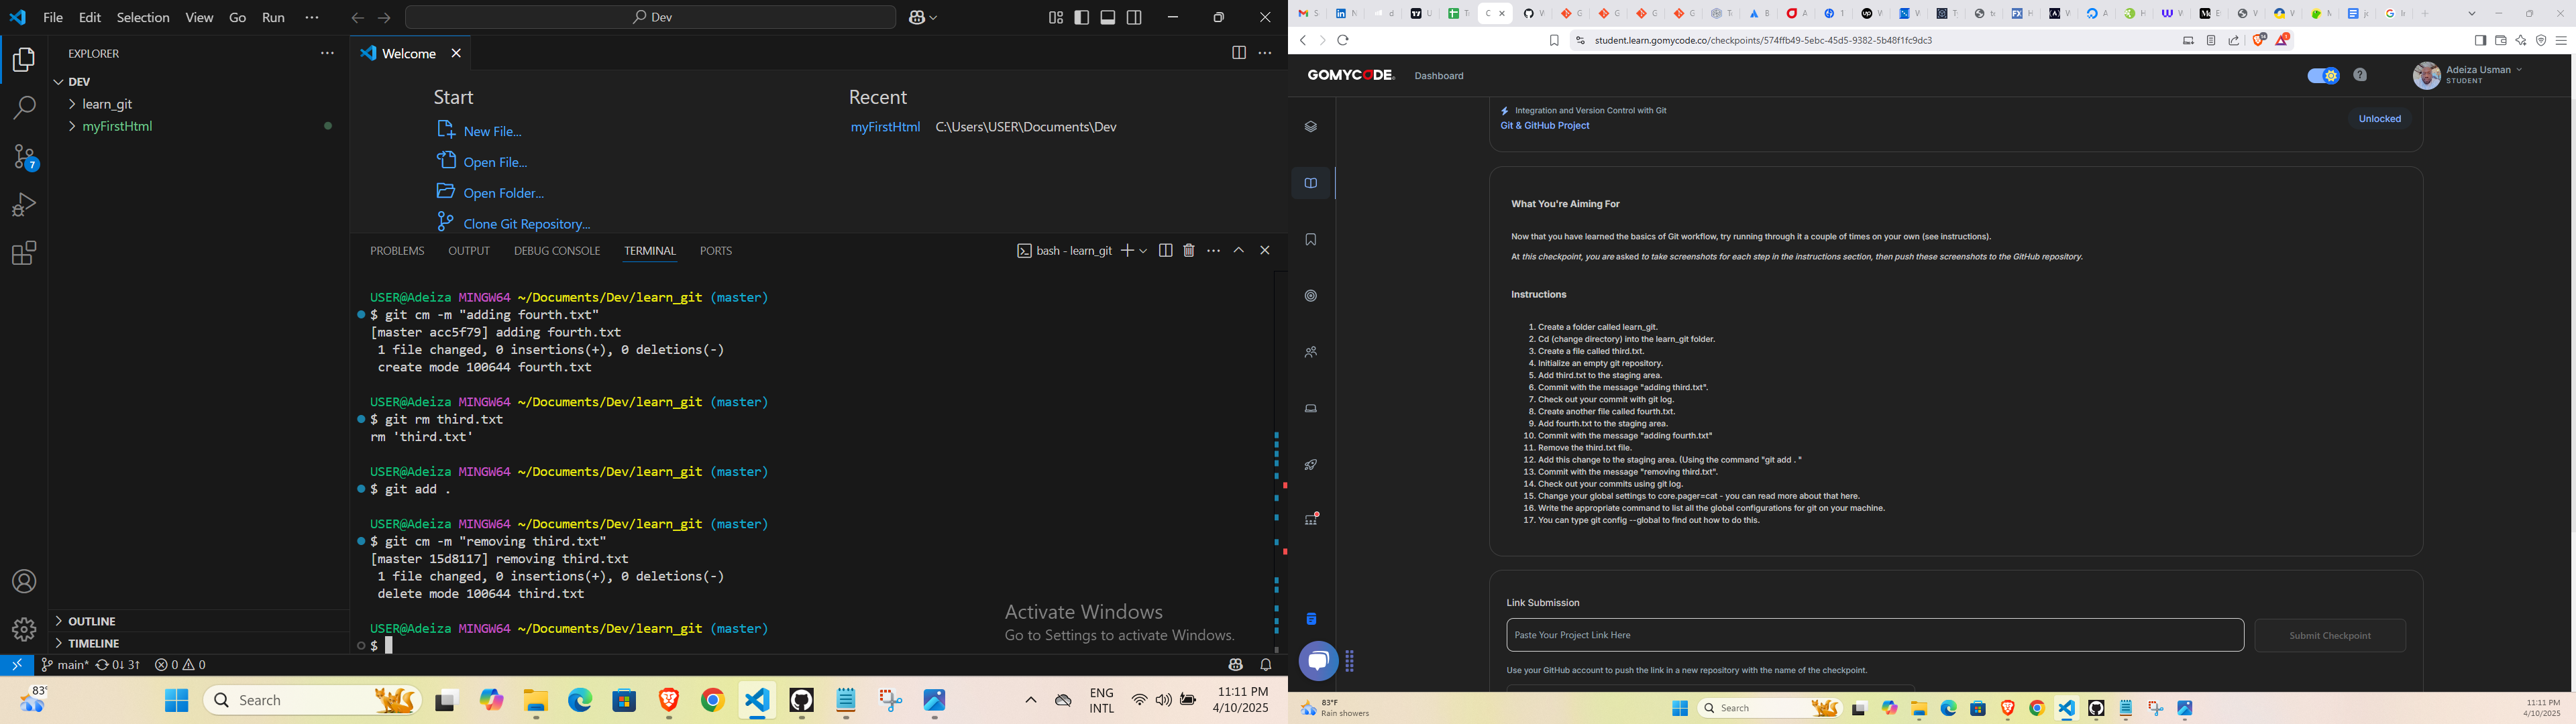 File Edit Selection View Go Run ...
Dev
EXPLORER
DEV
learn_git
myFirstHtml
7
OUTLINE
TIMELINE
Welcome
Start
New File...
Open File...
Open Folder...
Clone Git Repository...
Recent
myFirstHtml C:\Users\USER\Documents\Dev
PROBLEMS OUTPUT DEBUG CONSOLE TERMINAL PORTS
bash - learn_git
USER@Adeiza MINGW64 ~/Documents/Dev/learn_git (master)
$ git cm -m "adding fourth.txt"
[master acc5f79] adding fourth.txt
1 file changed, 0 insertions(+), 0 deletions(-)
create mode 100644 fourth.txt
USER@Adeiza MINGW64 ~/Documents/Dev/learn_git (master)
$ git rm third.txt
rm 'third.txt'
USER@Adeiza MINGW64 ~/Documents/Dev/learn_git (master)
$ git add .
USER@Adeiza MINGW64 ~/Documents/Dev/learn_git (master)
$ git cm -m "removing third.txt"
[master 15d8117] removing third.txt
1 file changed, 0 insertions(+), 0 deletions(-)
delete mode 100644 third.txt
USER@Adeiza MINGW64 ~/Documents/Dev/learn_git (master)
$
Activate Windows
Go to Settings to activate Windows.
main* 0↓ 3↑ 0 0
83°
Search
ENG
INTL
11:11 PM
4/10/2025
student.learn.gomycode.co/checkpoints/574ffb49-5ebc-45d5-9382-5b48f1fc9dc3
GOMYCODE
Dashboard
Adeiza Usman
STUDENT
Integration and Version Control with Git
Git & GitHub Project
Unlocked
What You're Aiming For
Now that you have learned the basics of Git workflow, try running through it a couple of times on your own (see instructions).
At this checkpoint, you are asked to take screenshots for each step in the instructions section, then push these screenshots to the GitHub repository.
Instructions
1. Create a folder called learn_git.
2. Cd (change directory) into the learn_git folder.
3. Create a file called third.txt.
4. Initialize an empty git repository.
5. Add third.txt to the staging area.
6. Commit with the message "adding third.txt".
7. Check out your commit with git log.
8. Create another file called fourth.txt.
9. Add fourth.txt to the staging area.
10. Commit with the message "adding fourth.txt"
11. Remove the third.txt file.
12. Add this change to the staging area. (Using the command "git add . "
13. Commit with the message "removing third.txt".
14. Check out your commits using git log.
15. Change your global settings to core.pager=cat - you can read more about that here.
16. Write the appropriate command to list all the global configurations for git on your machine.
17. You can type git config --global to find out how to do this.
Link Submission
Paste Your Project Link Here
Submit Checkpoint
Use your GitHub account to push the link in a new repository with the name of the checkpoint.
83°F
Rain showers
Search
11:11 PM
4/10/2025